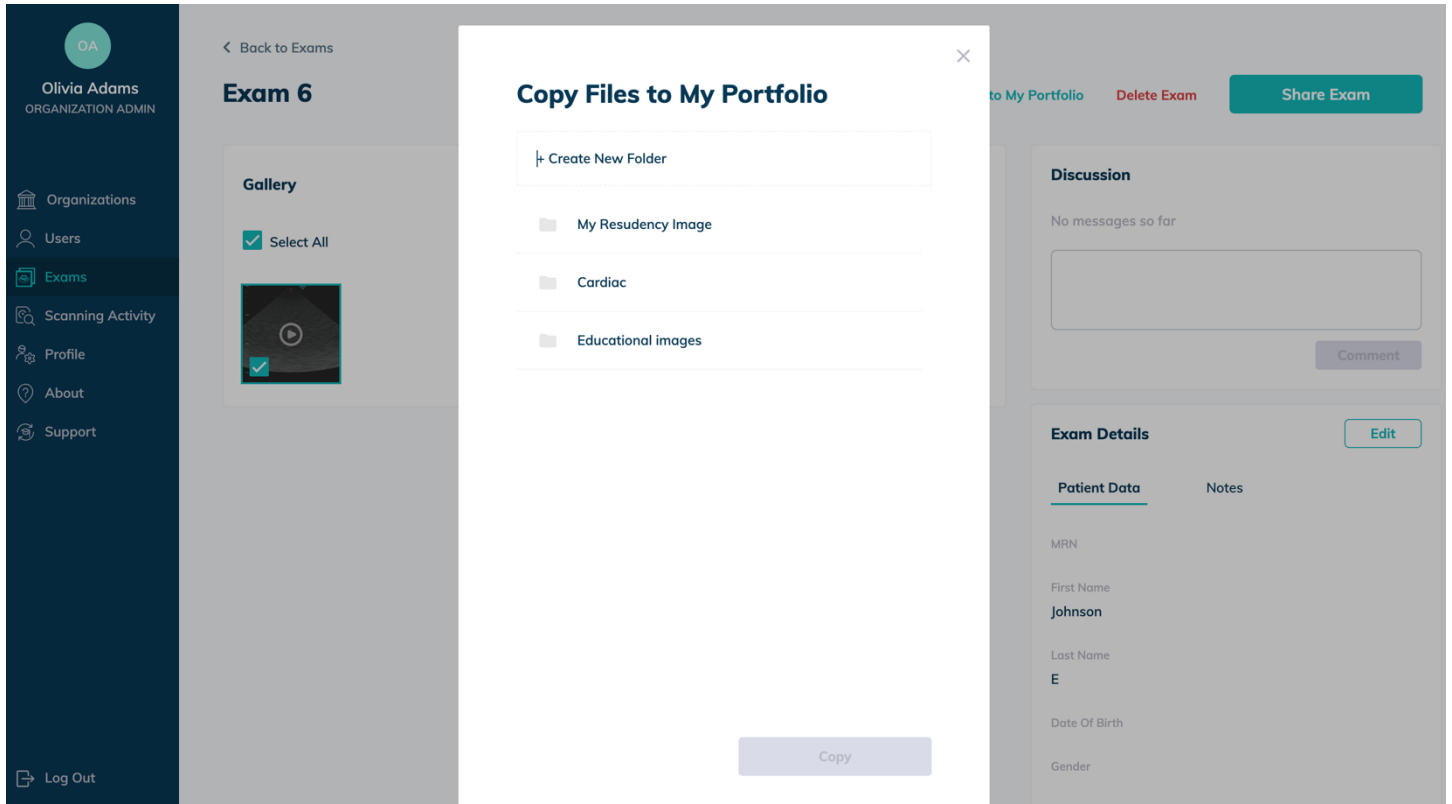 OA
Olivia Adams
ORGANIZATION ADMIN
Organizations
Users
Exams
Scanning Activity
Profile
About
Support
Log Out
Back to Exams
Exam 6
to My Portfolio
Delete Exam
Share Exam
Gallery
Select All
Copy Files to My Portfolio
+ Create New Folder
My Resudency Image
Cardiac
Educational images
Copy
Discussion
No messages so far
Comment
Exam Details
Edit
Patient Data
Notes
MRN
First Name
Johnson
Last Name
E
Date Of Birth
Gender